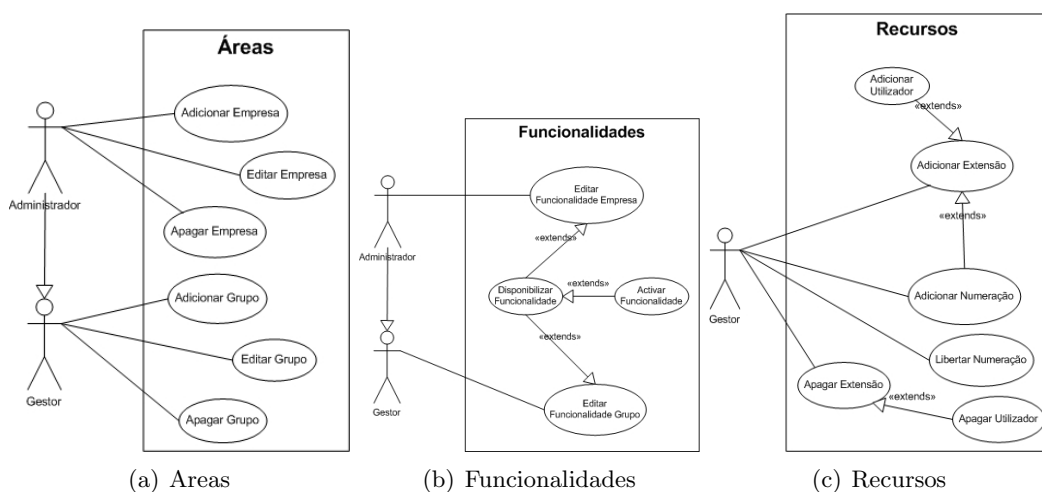 Áreas
Adicionar Empresa
Editar Empresa
Administrador
Apagar Empresa
Adicionar Grupo
Editar Grupo
Gestor
Apagar Grupo
(a) Areas
Funcionalidades
Editar
Funcionalidade Empresa
Administrador
«extends»
Disponibilizar
Funcionalidade
«extends»
Activar
Funcionalidade
«extends»
Gestor
Editar
Funcionalidade Grupo
(b) Funcionalidades
Recursos
Adicionar
Utilizador
«extends»
Adicionar Extensão
«extends»
Gestor
Adicionar Numeração
Libertar Numeração
Apagar Extensão
«extends»
Apagar Utilizador
(c) Recursos